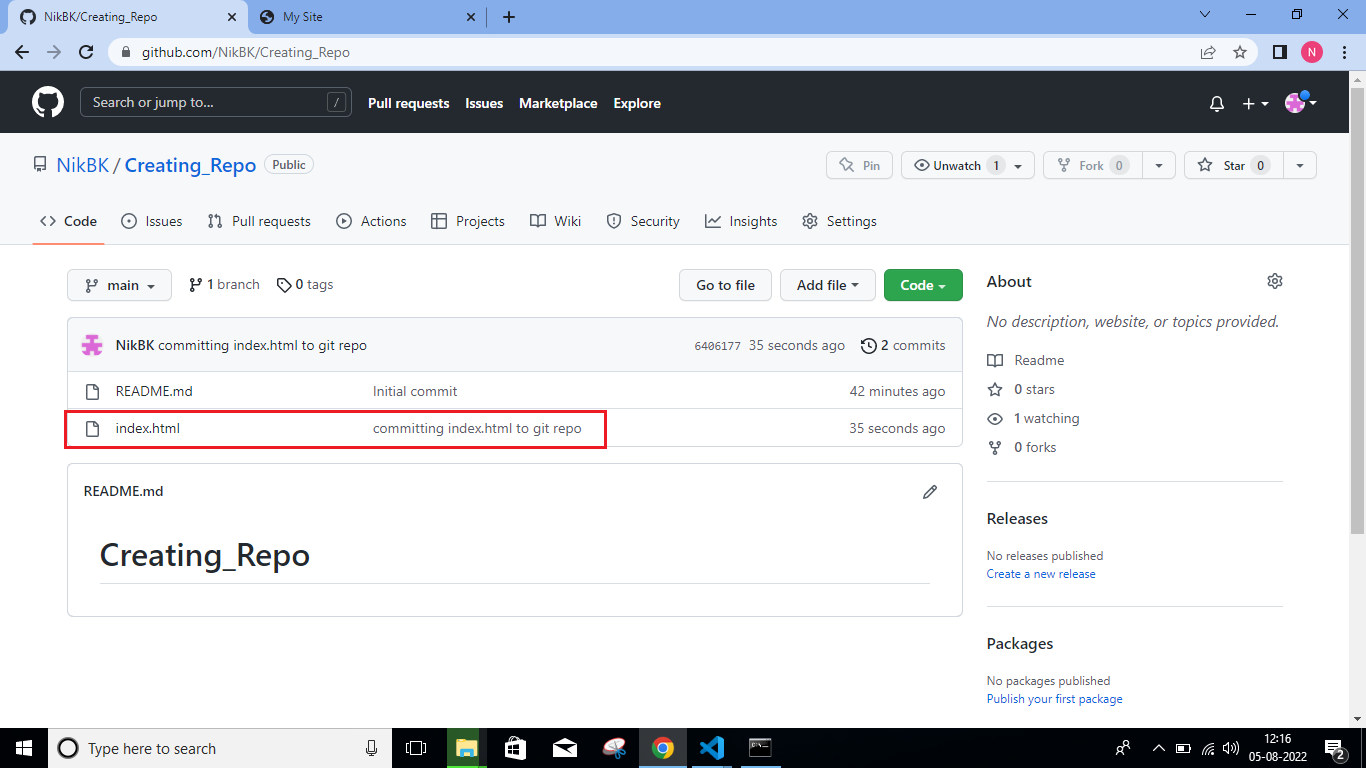 NikBK/Creating_Repo
My Site
github.com/NikBK/Creating_Repo
N
Search or jump to...
/
Pull requests
Issues
Marketplace
Explore
NikBK / Creating_Repo
Public
Pin
Unwatch 1
Fork 0
Star 0
Code
Issues
Pull requests
Actions
Projects
Wiki
Security
Insights
Settings
main
1 branch
0 tags
Go to file
Add file
Code
NikBK committing index.html to git repo
6406177 35 seconds ago
2 commits
README.md Initial commit 42 minutes ago
index.html committing index.html to git repo 35 seconds ago
README.md
Creating_Repo
About
No description, website, or topics provided.
Readme
0 stars
1 watching
0 forks
Releases
No releases published
Create a new release
Packages
No packages published
Publish your first package
Type here to search
12:16
05-08-2022
2